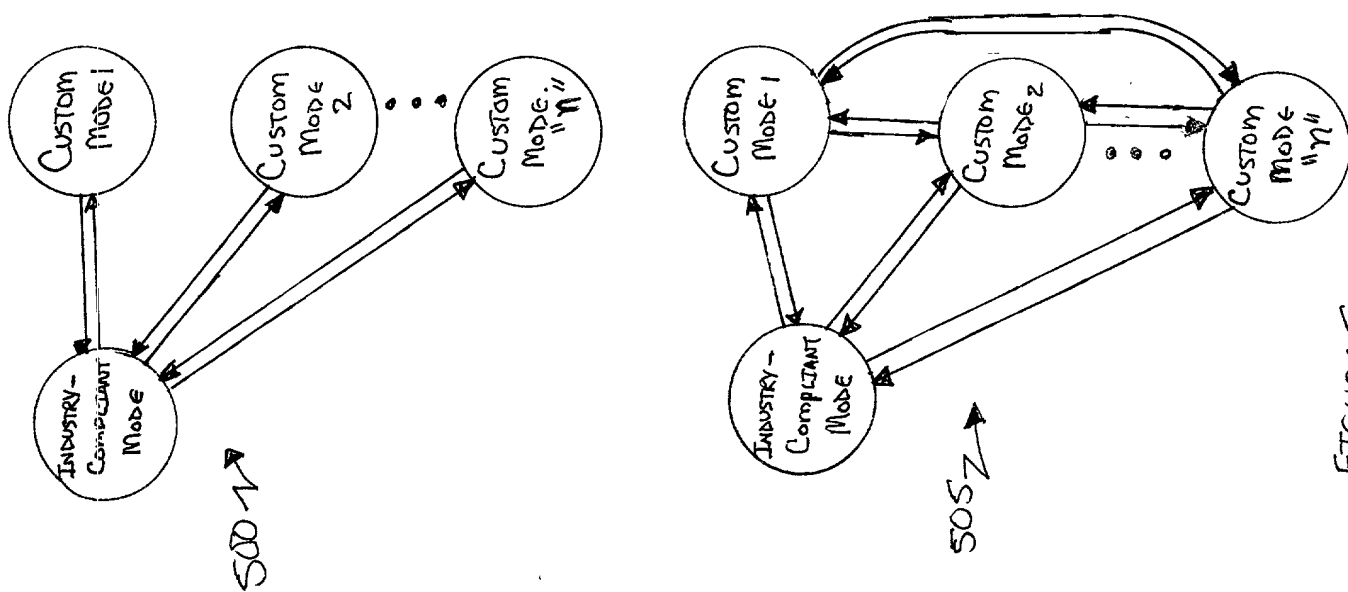 CUSTOM
MODE 1
CUSTOM
MODE
2
CUSTOM
MODE.
"n"
INDUSTRY-
COMPLIANT
MODE
500
CUSTOM
MODE 1
CUSTOM
MODE 2
CUSTOM
MODE
"n"
INDUSTRY-
COMPLIANT
MODE
505